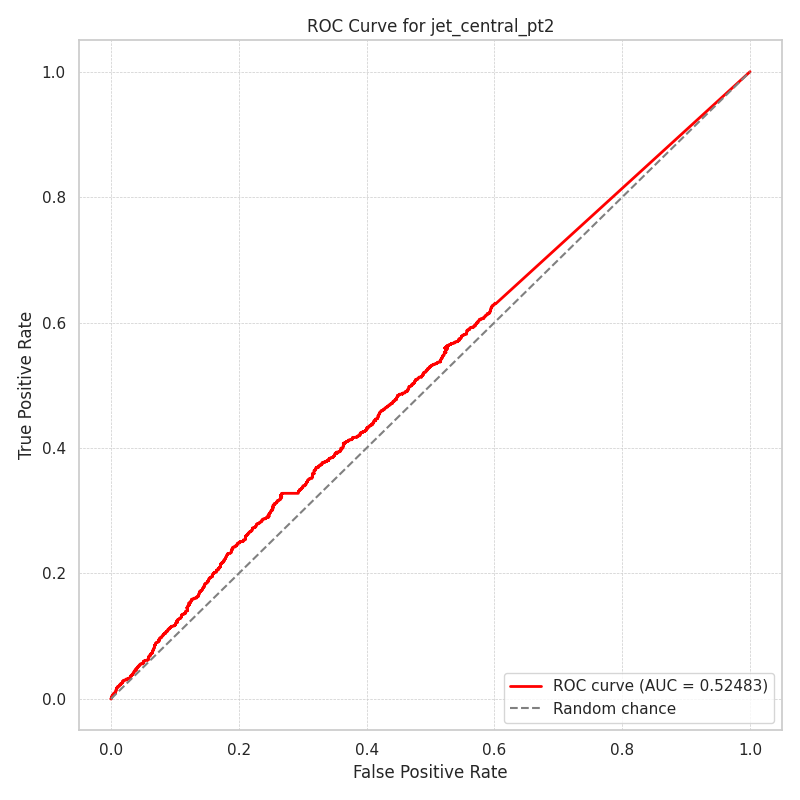 ROC Curve for jet_central_pt2
True Positive Rate
1.0
0.8
0.6
0.4
0.2
0.0
0.0 0.2 0.4 0.6 0.8 1.0
False Positive Rate
ROC curve (AUC = 0.52483)
Random chance